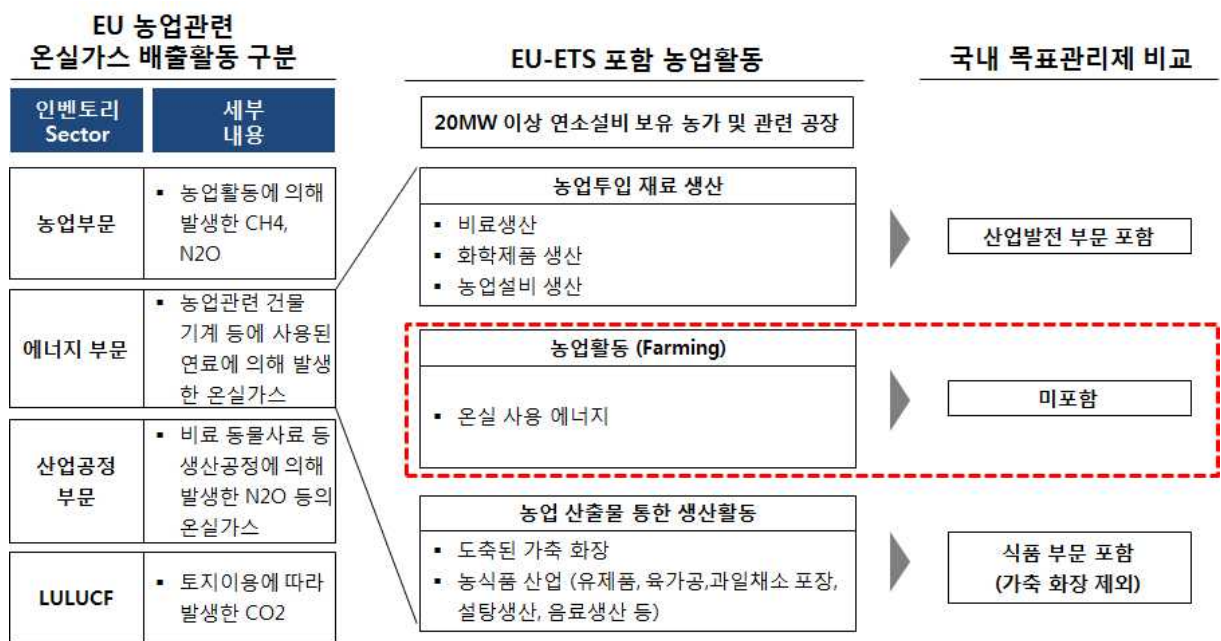 EU 농업관련
온실가스 배출활동 구분
인벤토리
Sector
세부
내용
농업부문
▪ 농업활동에 의해
발생한 CH4,
N2O
에너지 부문
▪ 농업관련 건물
기계 등에 사용된
연료에 의해 발생
한 온실가스
산업공정
부문
▪ 비료 동물사료 등
생산공정에 의해
발생한 N2O 등의
온실가스
LULUCF
▪ 토지이용에 따라
발생한 CO2
EU-ETS 포함 농업활동
20MW 이상 연소설비 보유 농가 및 관련 공장
농업투입 재료 생산
▪ 비료생산
▪ 화학제품 생산
▪ 농업설비 생산
농업활동 (Farming)
▪ 온실 사용 에너지
농업 산출물 통한 생산활동
▪ 도축된 가축 화장
▪ 농식품 산업 (유제품, 육가공,과일채소 포장,
설탕생산, 음료생산 등)
국내 목표관리제 비교
산업발전 부문 포함
미포함
식품 부문 포함
(가축 화장 제외)